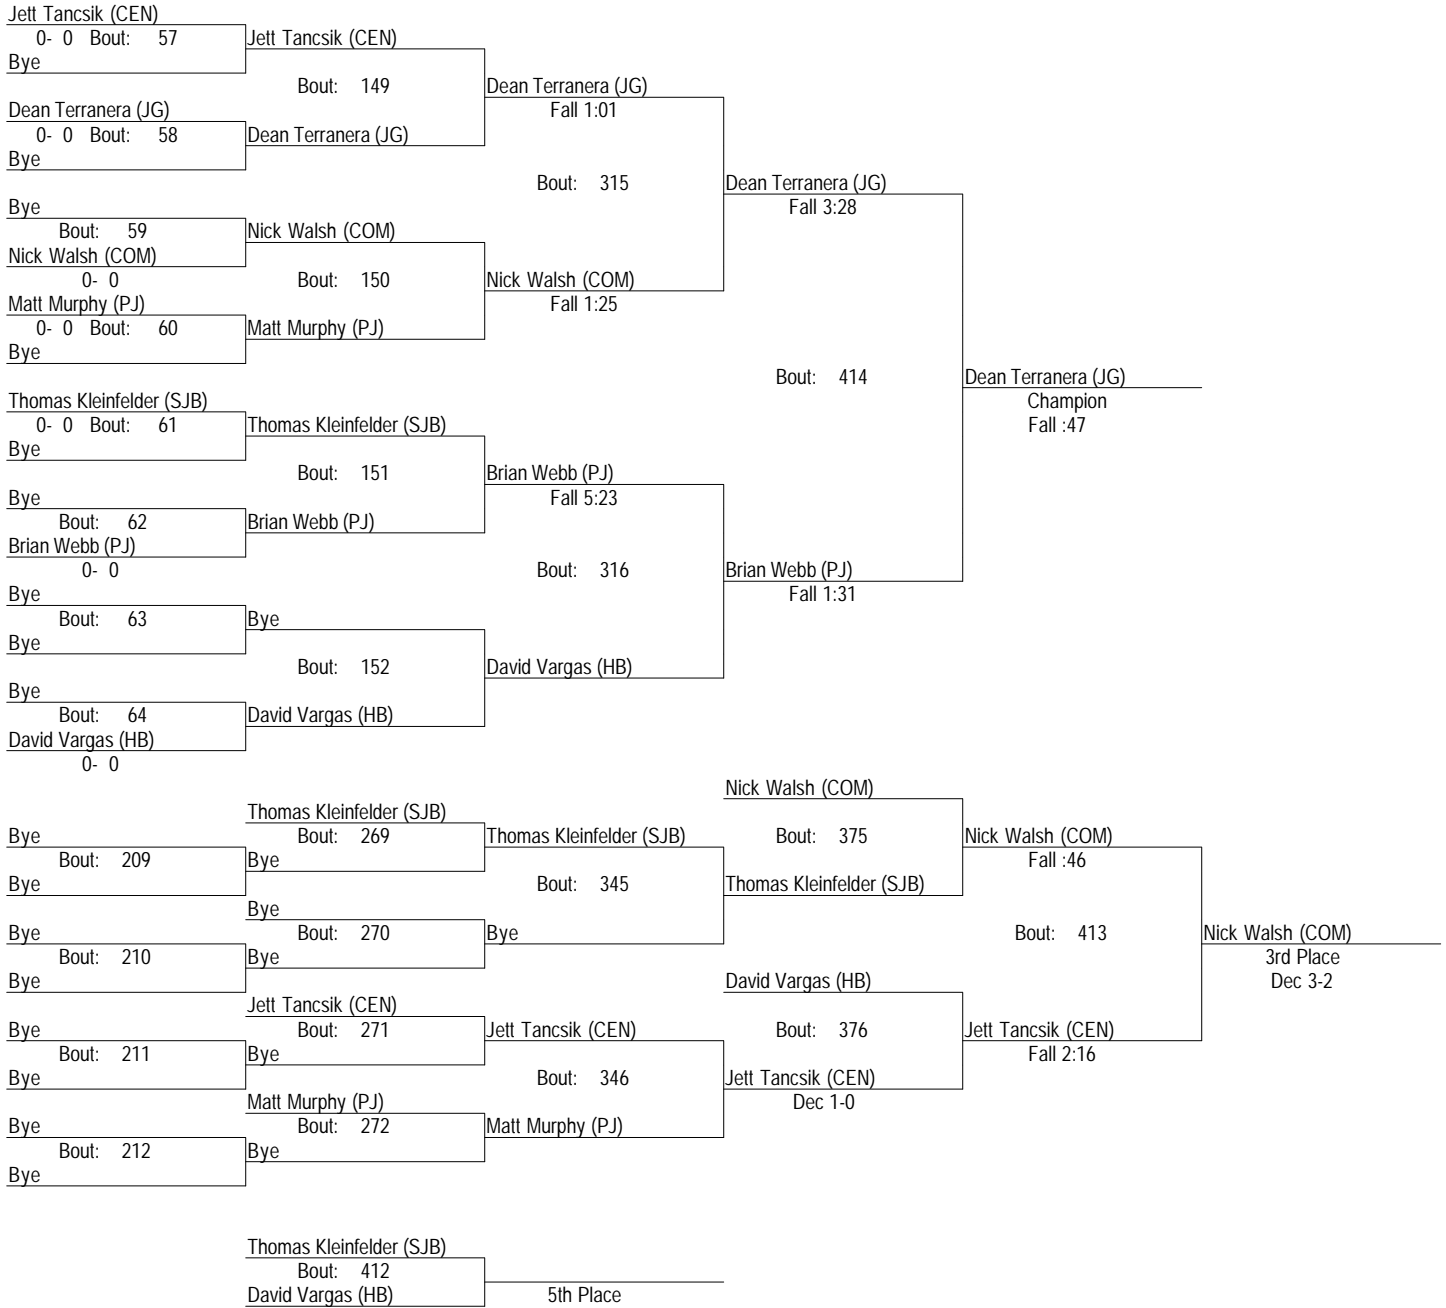 Jett Tancsik (CEN)
0- 0 Bout: 57
Jett Tancsik (CEN)
Bye
Bout: 149
Dean Terranera (JG)
Dean Terranera (JG)
Fall 1:01
0- 0 Bout: 58
Dean Terranera (JG)
Bye
Bout: 315
Dean Terranera (JG)
Bye
Fall 3:28
Bout: 59
Nick Walsh (COM)
Nick Walsh (COM)
0- 0
Bout: 150
Nick Walsh (COM)
Matt Murphy (PJ)
Fall 1:25
0- 0 Bout: 60
Matt Murphy (PJ)
Bye
Bout: 414
Dean Terranera (JG)
Thomas Kleinfelder (SJB)
Champion
0- 0 Bout: 61
Thomas Kleinfelder (SJB)
Fall :47
Bye
Bout: 151
Brian Webb (PJ)
Bye
Fall 5:23
Bout: 62
Brian Webb (PJ)
Brian Webb (PJ)
0- 0
Bout: 316
Brian Webb (PJ)
Bye
Fall 1:31
Bout: 63
Bye
Bye
Bout: 152
David Vargas (HB)
Bye
Bout: 64
David Vargas (HB)
David Vargas (HB)
0- 0
Nick Walsh (COM)
Thomas Kleinfelder (SJB)
Bye
Bout: 269
Thomas Kleinfelder (SJB)
Bout: 375
Nick Walsh (COM)
Bout: 209
Bye
Fall :46
Bye
Bout: 345
Thomas Kleinfelder (SJB)
Bye
Bye
Bout: 270
Bye
Bout: 413
Nick Walsh (COM)
Bout: 210
Bye
3rd Place
Bye
David Vargas (HB)
Dec 3-2
Jett Tancsik (CEN)
Bye
Bout: 271
Jett Tancsik (CEN)
Bout: 376
Jett Tancsik (CEN)
Bout: 211
Bye
Fall 2:16
Bye
Bout: 346
Jett Tancsik (CEN)
Matt Murphy (PJ)
Dec 1-0
Bye
Bout: 272
Matt Murphy (PJ)
Bout: 212
Bye
Bye
Thomas Kleinfelder (SJB)
Bout: 412
David Vargas (HB)
5th Place